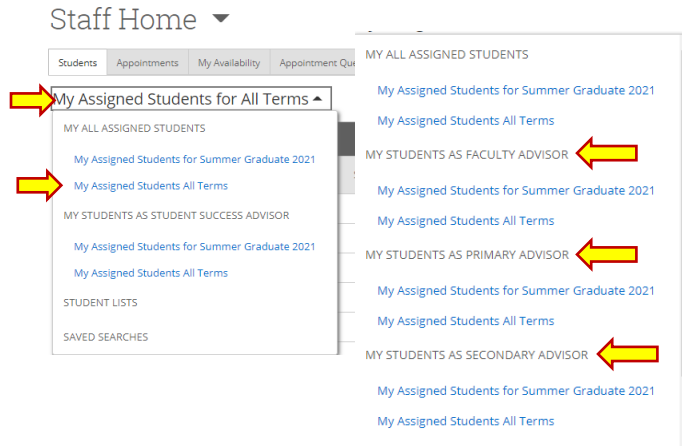 Staff Home
Students
Appointments
My Availability
Appointment Que
My Assigned Students for All Terms
MY ALL ASSIGNED STUDENTS
My Assigned Students for Summer Graduate 2021
My Assigned Students All Terms
MY STUDENTS AS STUDENT SUCCESS ADVISOR
My Assigned Students for Summer Graduate 2021
My Assigned Students All Terms
STUDENT LISTS
SAVED SEARCHES
MY ALL ASSIGNED STUDENTS
My Assigned Students for Summer Graduate 2021
My Assigned Students All Terms
MY STUDENTS AS FACULTY ADVISOR
My Assigned Students for Summer Graduate 2021
My Assigned Students All Terms
MY STUDENTS AS PRIMARY ADVISOR
My Assigned Students for Summer Graduate 2021
My Assigned Students All Terms
MY STUDENTS AS SECONDARY ADVISOR
My Assigned Students for Summer Graduate 2021
My Assigned Students All Terms